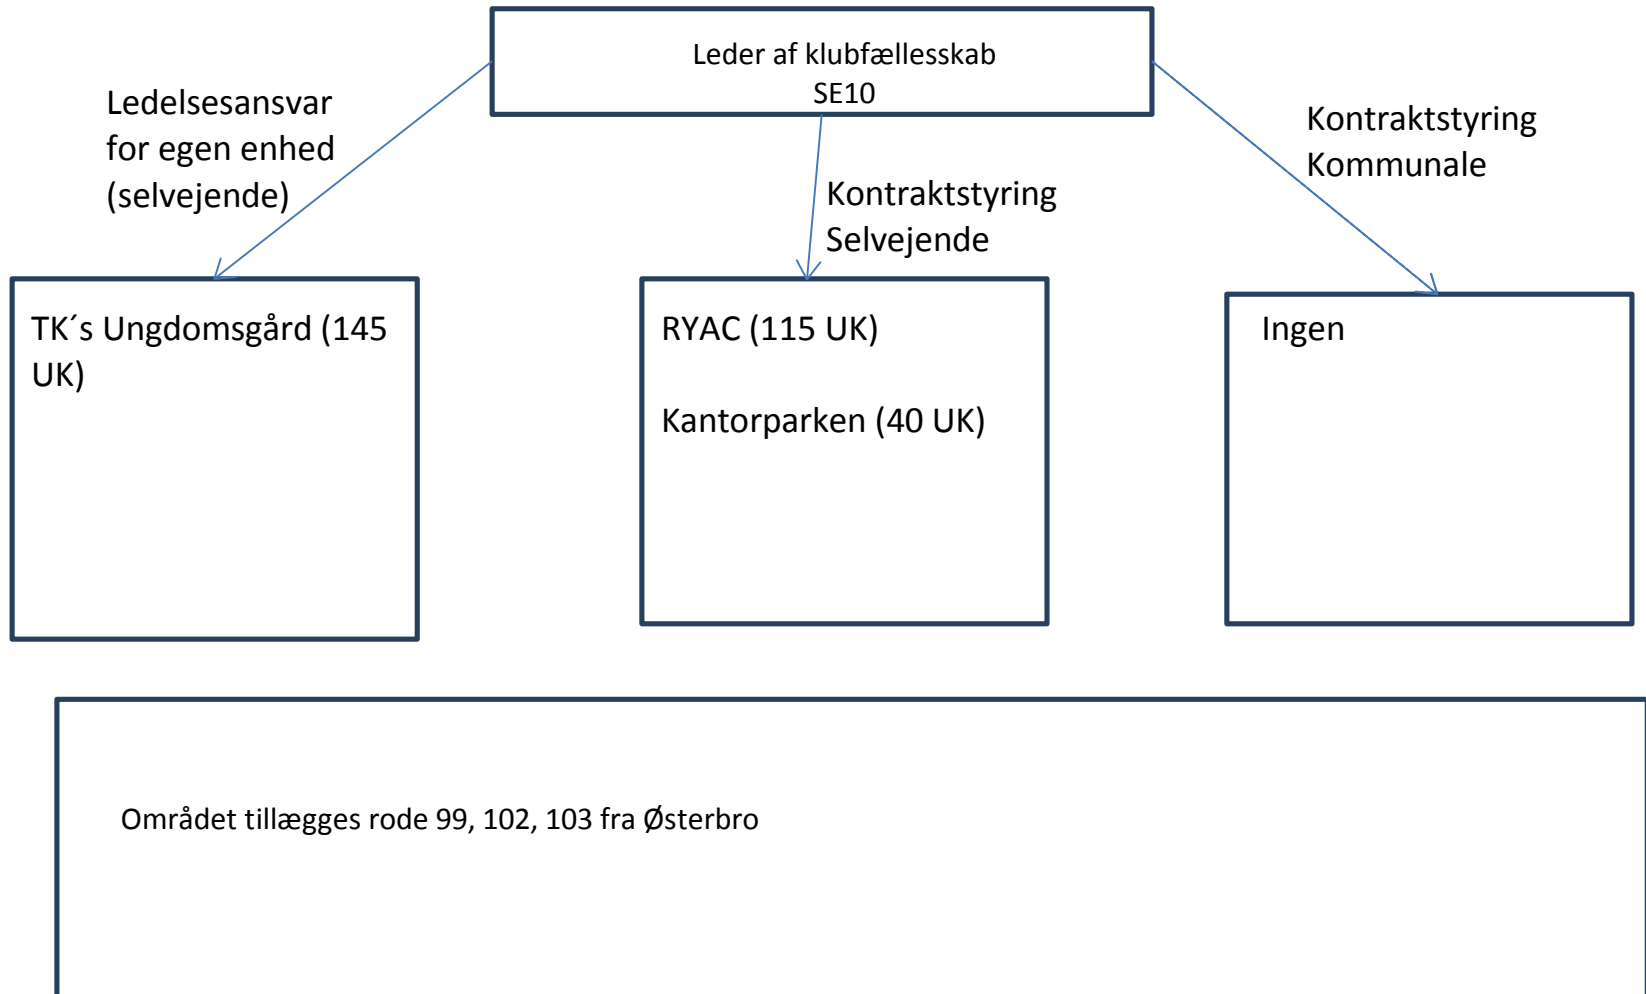 Leder af klubfællesskab
SE10
Ledelsesansvar
for egen enhed
(selvejende)
Kontraktstyring
Selvejende
Kontraktstyring
Kommunale
TK´s Ungdomsgård (145
UK)
RYAC (115 UK)
Kantorparken (40 UK)
Ingen
Området tillægges rode 99, 102, 103 fra Østerbro